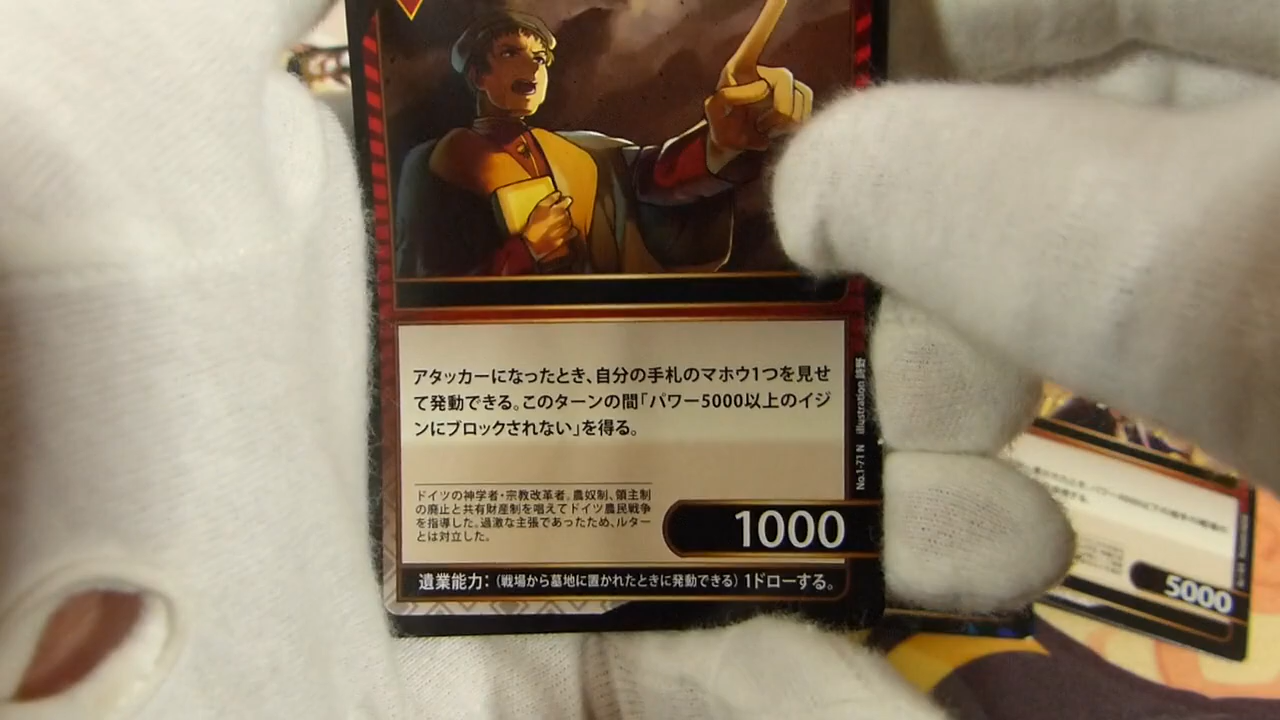 アタッカーになったとき、自分の手札のマホウ1つを見せ
て発動できる。このターンの間「パワー5000以上のイジ
ンにブロックされない」を得る。
ドイツの神学者・宗教改革者。農奴制、領主制
の廃止と共有財産制を唱えてドイツ農民戦争
を指導した。過激な主張であったため、ルター
とは対立した。
1000
遺業能力：（戦場から墓地に置かれたときに発動できる）1ドローする。
No.1-71 N illustration
5000